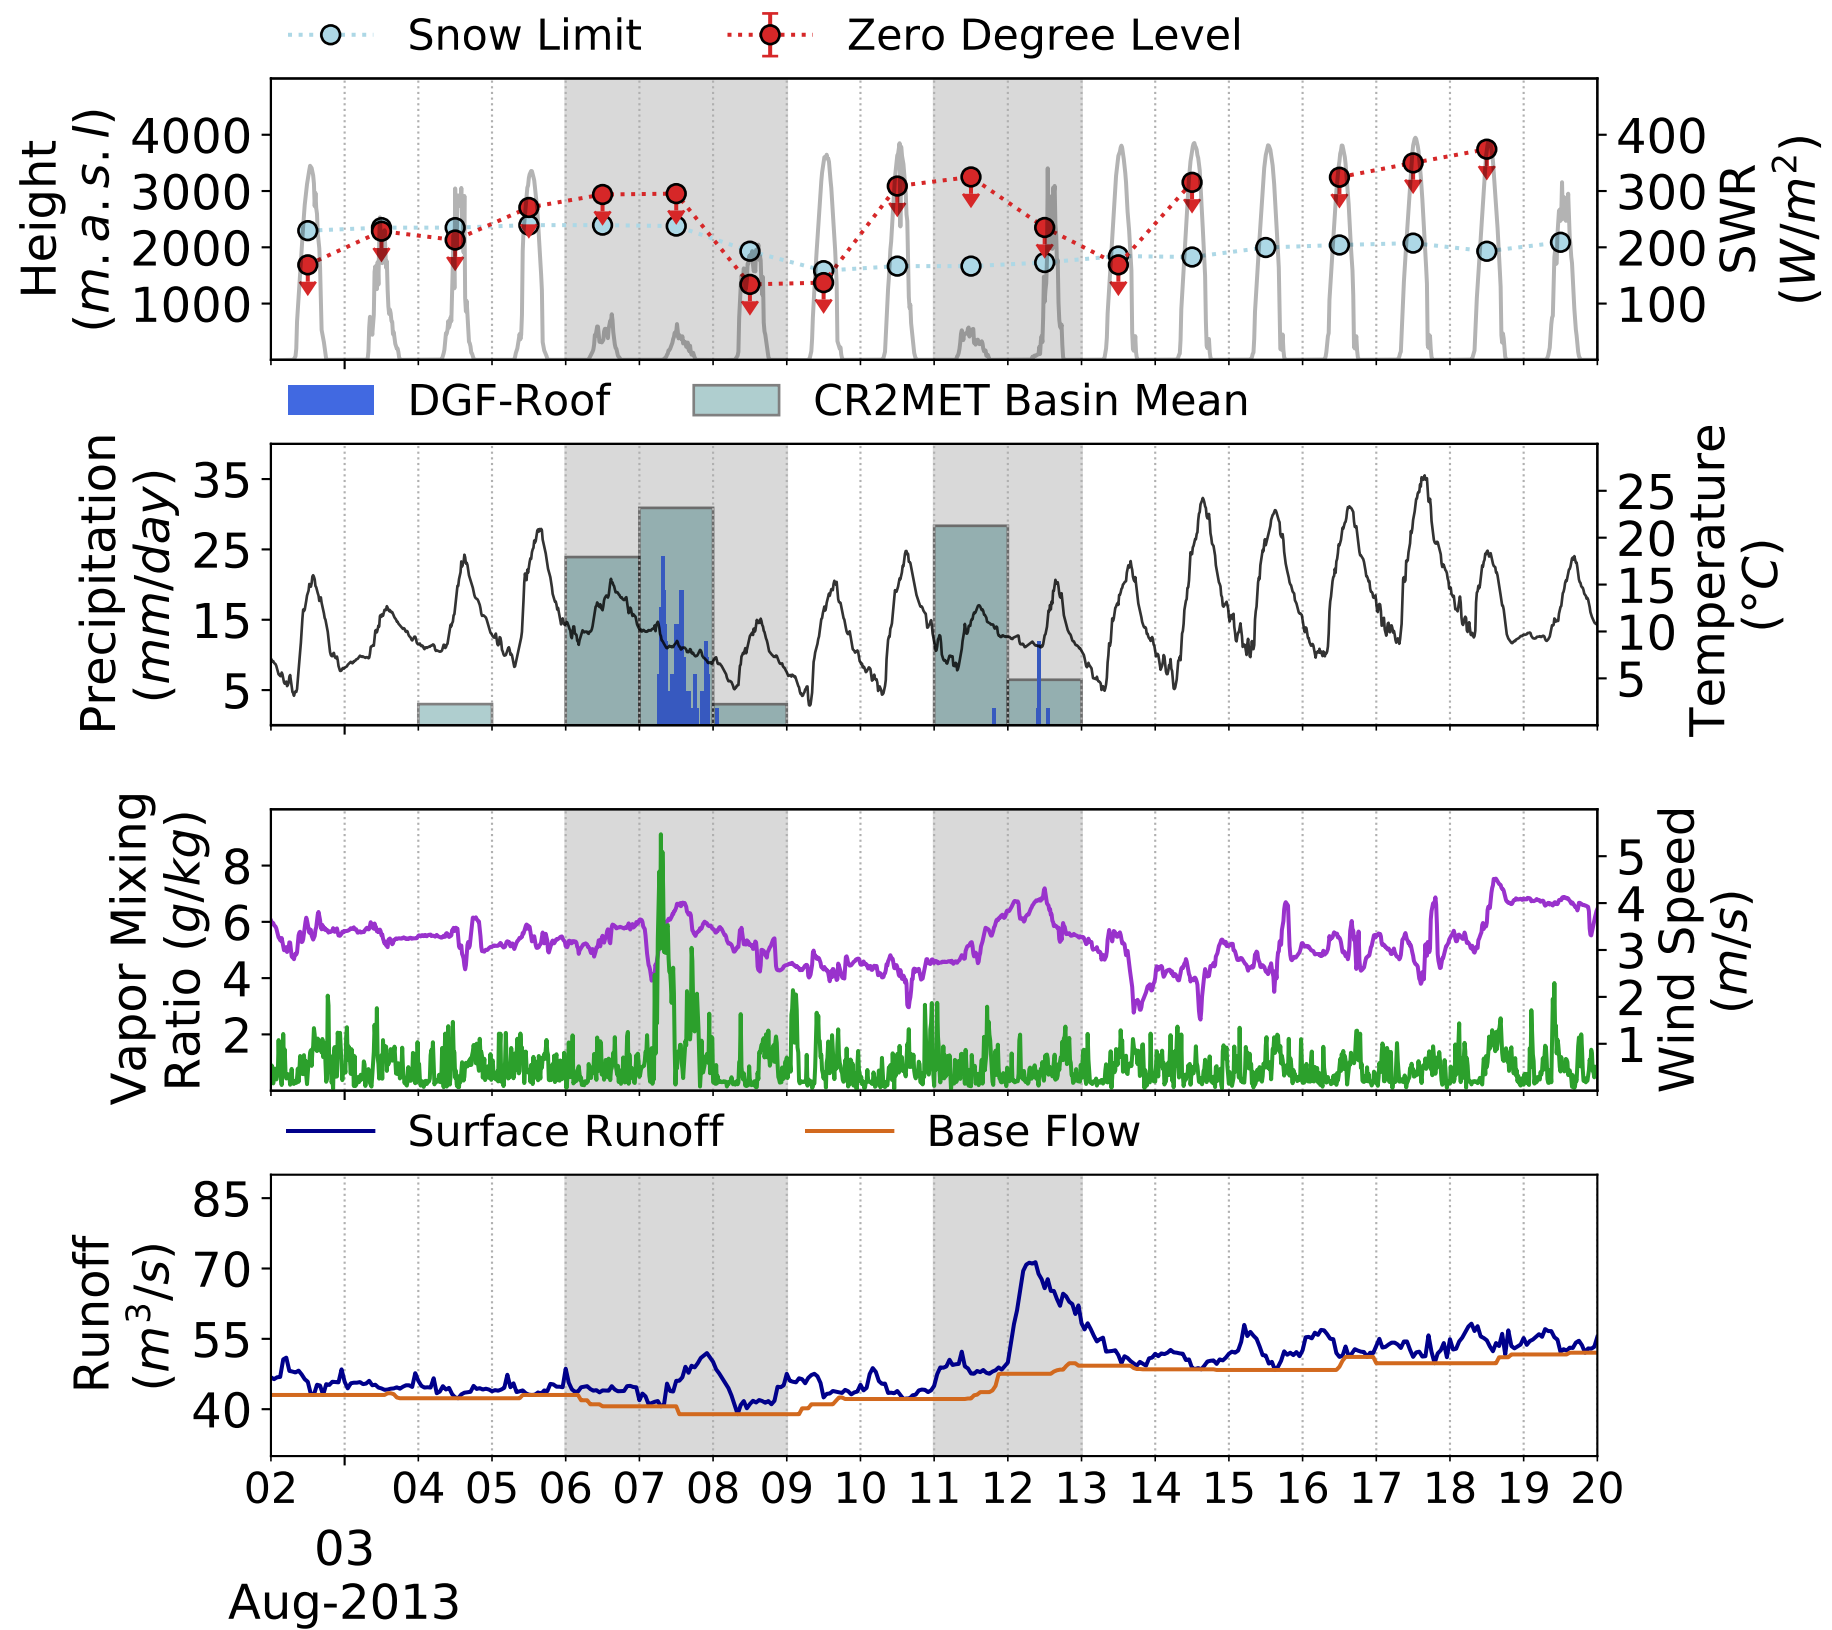 Snow Limit Zero Degree Level
Height
(m.a.s.l)
4000
3000
2000
1000
400
300
200
100
SWR
(W/m²)
DGF-Roof CR2MET Basin Mean
Precipitation
(mm/day)
35
25
15
5
25
20
15
10
5
Temperature
(°C)
Vapor Mixing
Ratio (g/kg)
8
6
4
2
5
4
3
2
1
Wind Speed
(m/s)
Surface Runoff Base Flow
Runoff
(m³/s)
85
70
55
40
02 04 05 06 07 08 09 10 11 12 13 14 15 16 17 18 19 20
03
Aug-2013